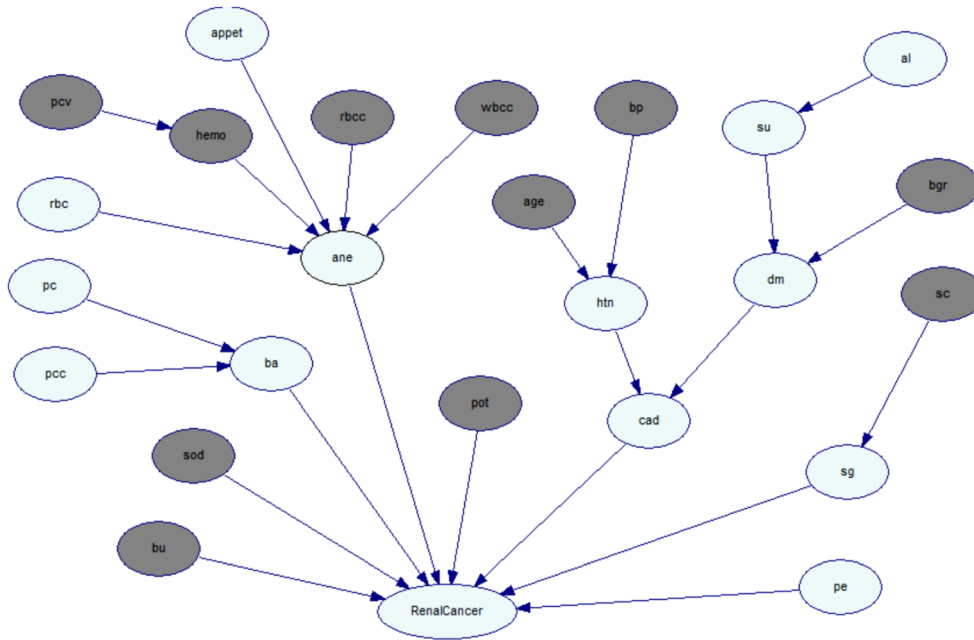 appet
al
pcv
rbcc
wbcc
bp
hemo
su
rbc
age
bgr
ane
pc
htn
dm
sc
pcc
ba
pot
cad
sod
sg
bu
pe
RenalCancer